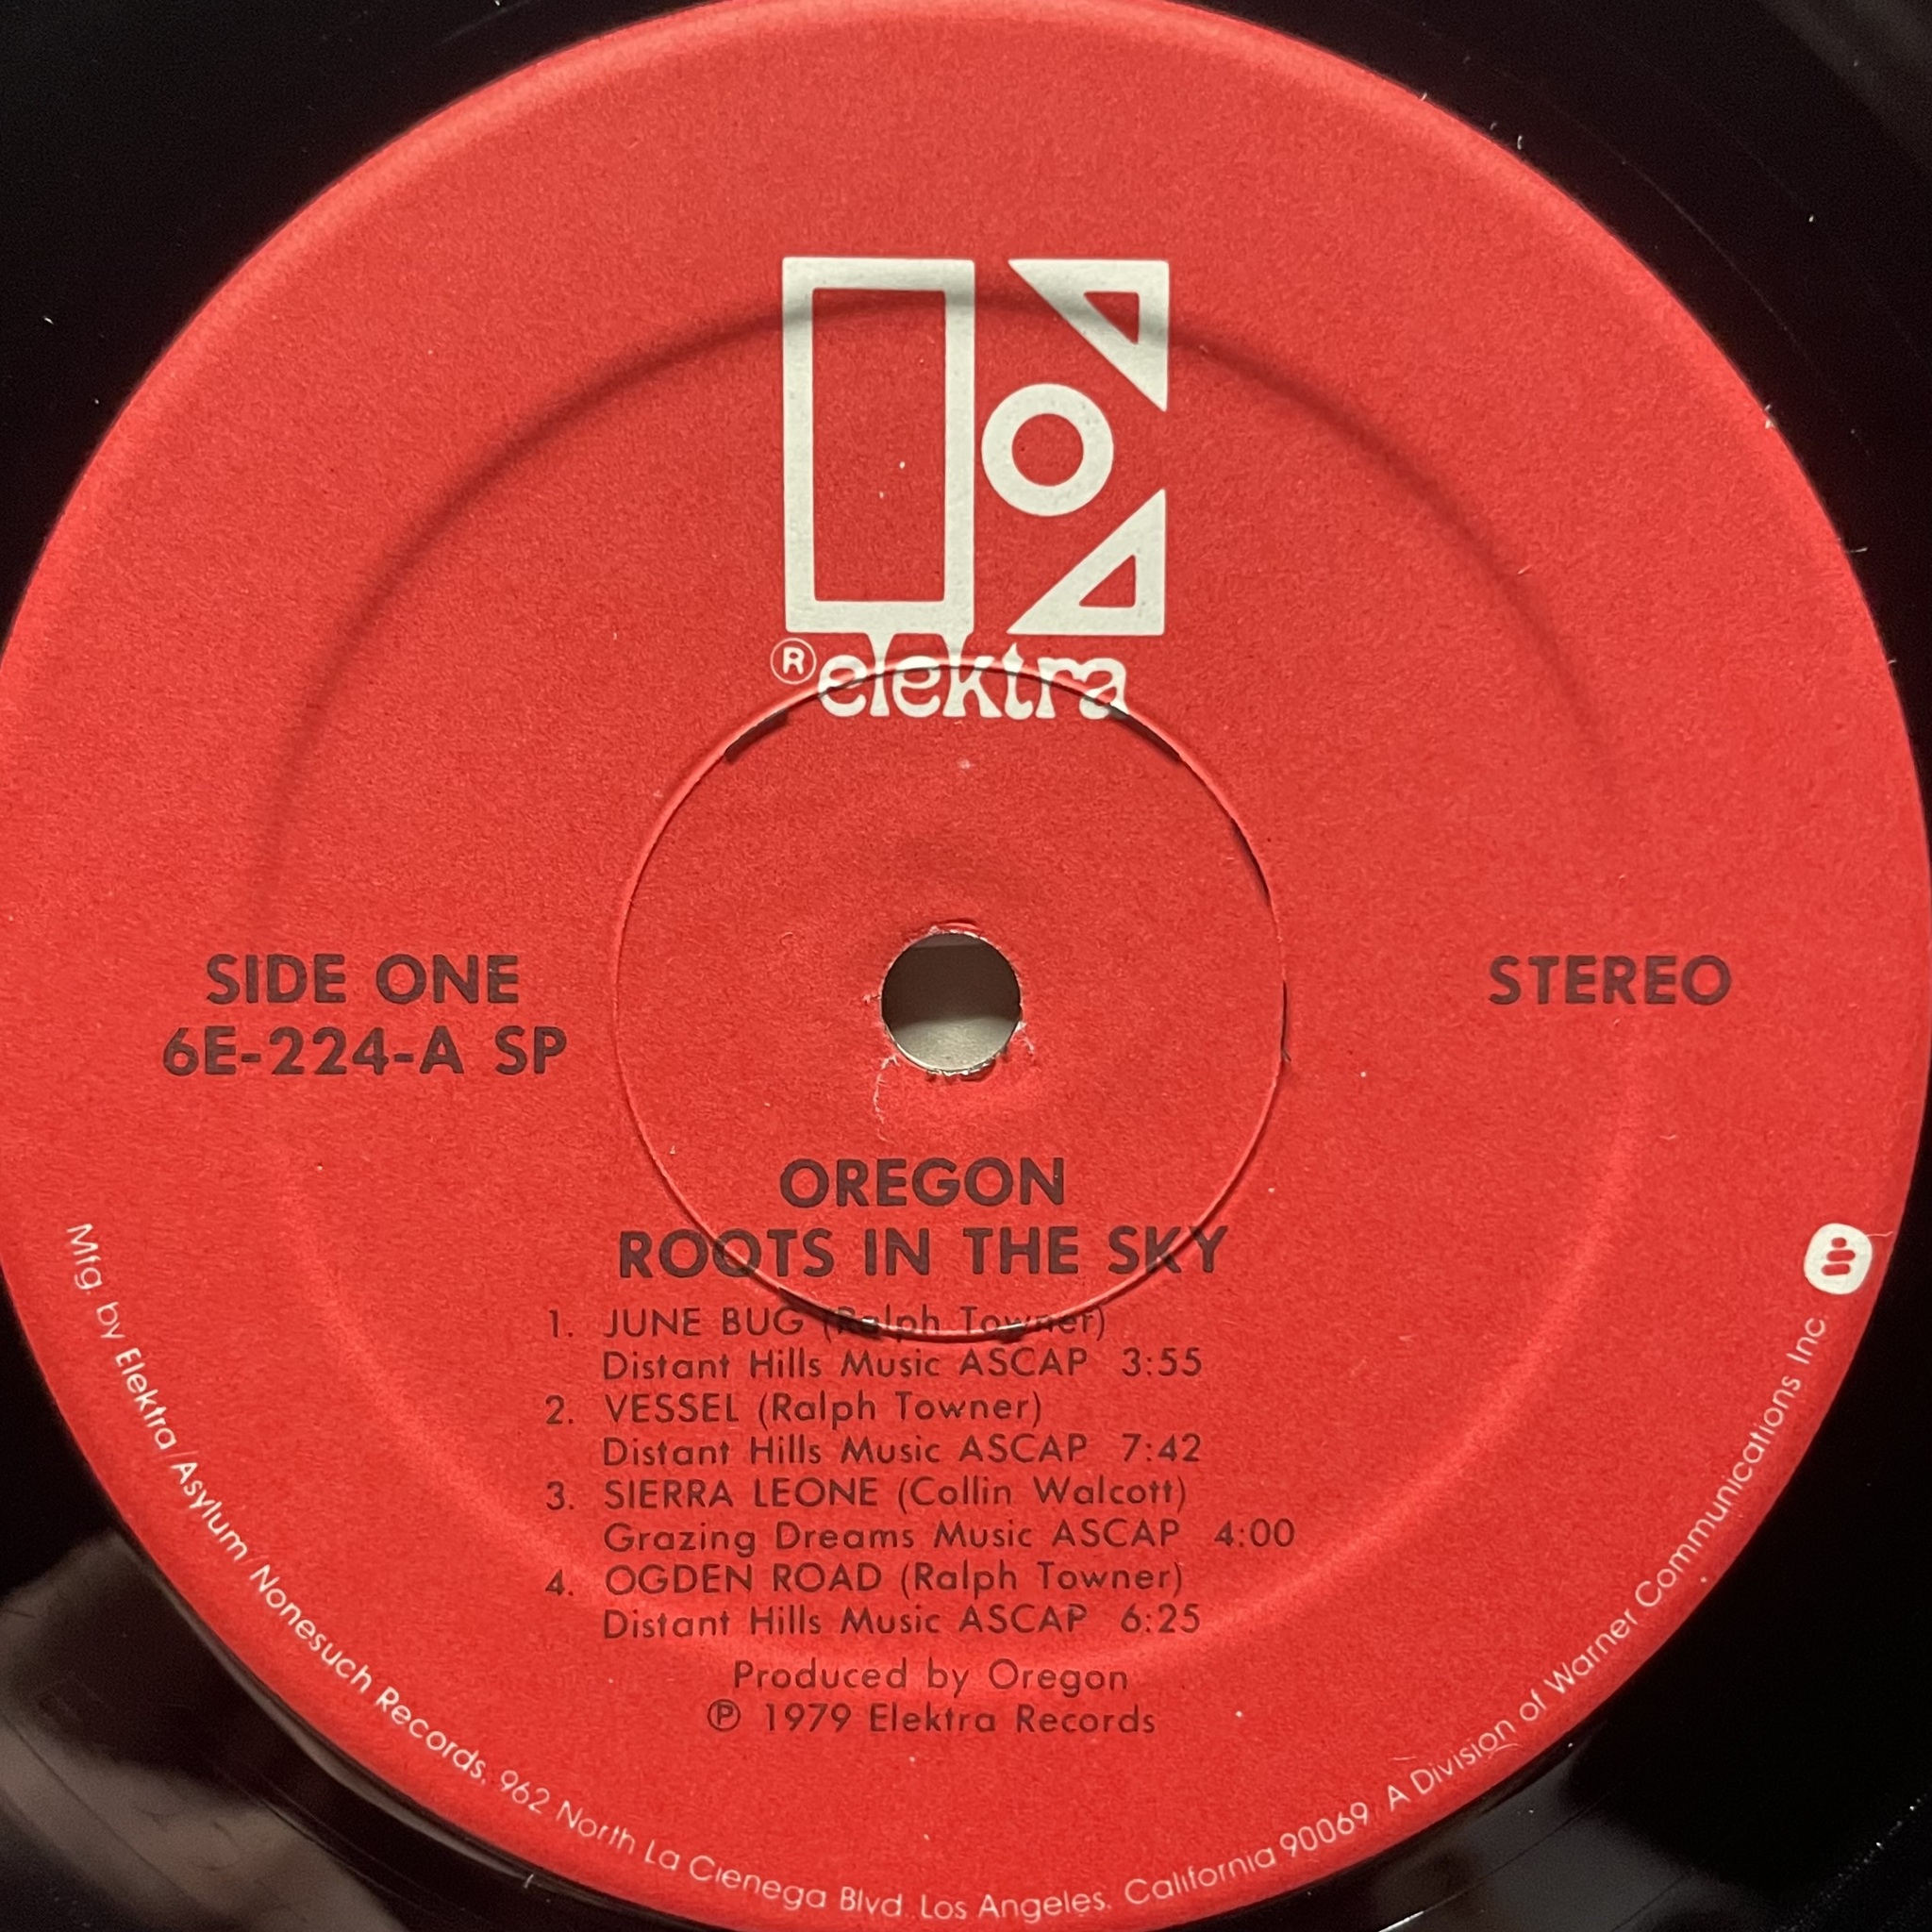 ® elektra
SIDE ONE
6E-224-A SP
STEREO
OREGON
ROOTS IN THE SKY
1. JUNE BUG (Ralph Towner)
Distant Hills Music ASCAP 3:55
2. VESSEL (Ralph Towner)
Distant Hills Music ASCAP 7:42
3. SIERRA LEONE (Collin Walcott)
Grazing Dreams Music ASCAP 4:00
4. OGDEN ROAD (Ralph Towner)
Distant Hills Music ASCAP 6:25
Produced by Oregon
℗ 1979 Elektra Records
Mfg. by Elektra/Asylum/Nonesuch Records, 962 North La Cienega Blvd. Los Angeles, California 90069. A Division of Warner Communications Inc.